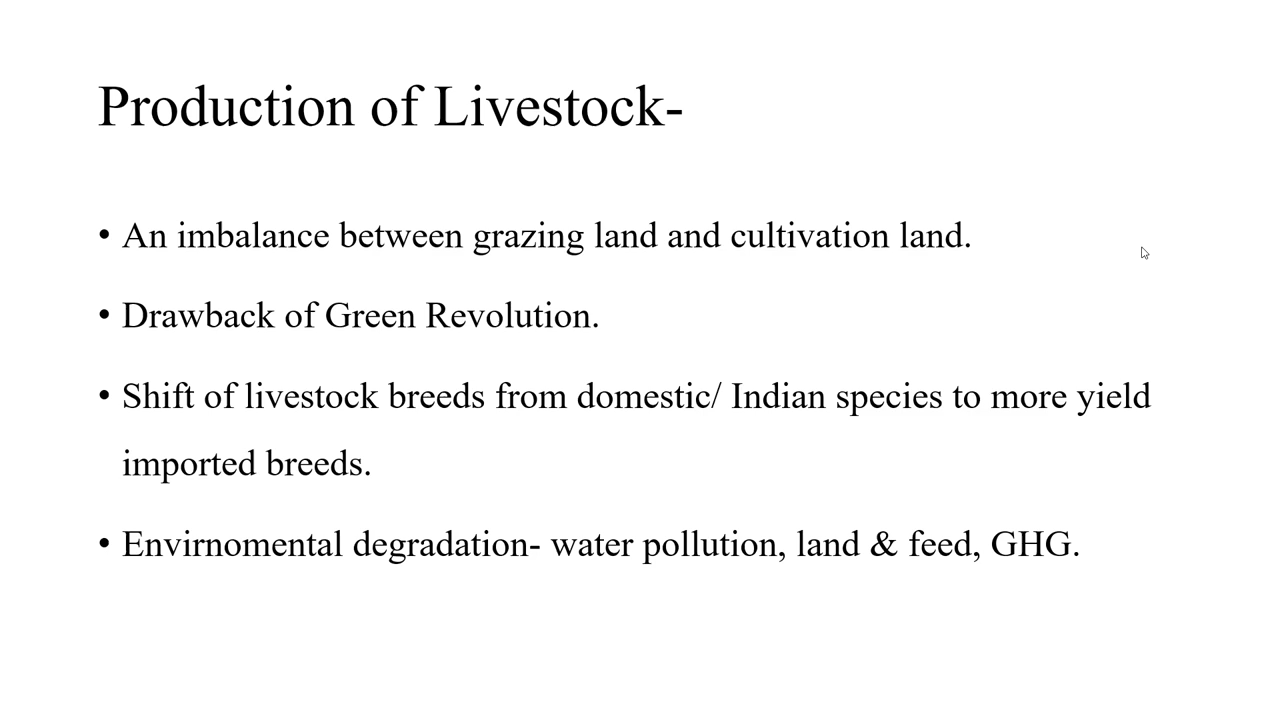 Production of Livestock-
• An imbalance between grazing land and cultivation land.
• Drawback of Green Revolution.
• Shift of livestock breeds from domestic/ Indian species to more yield
imported breeds.
• Envirnomental degradation- water pollution, land & feed, GHG.